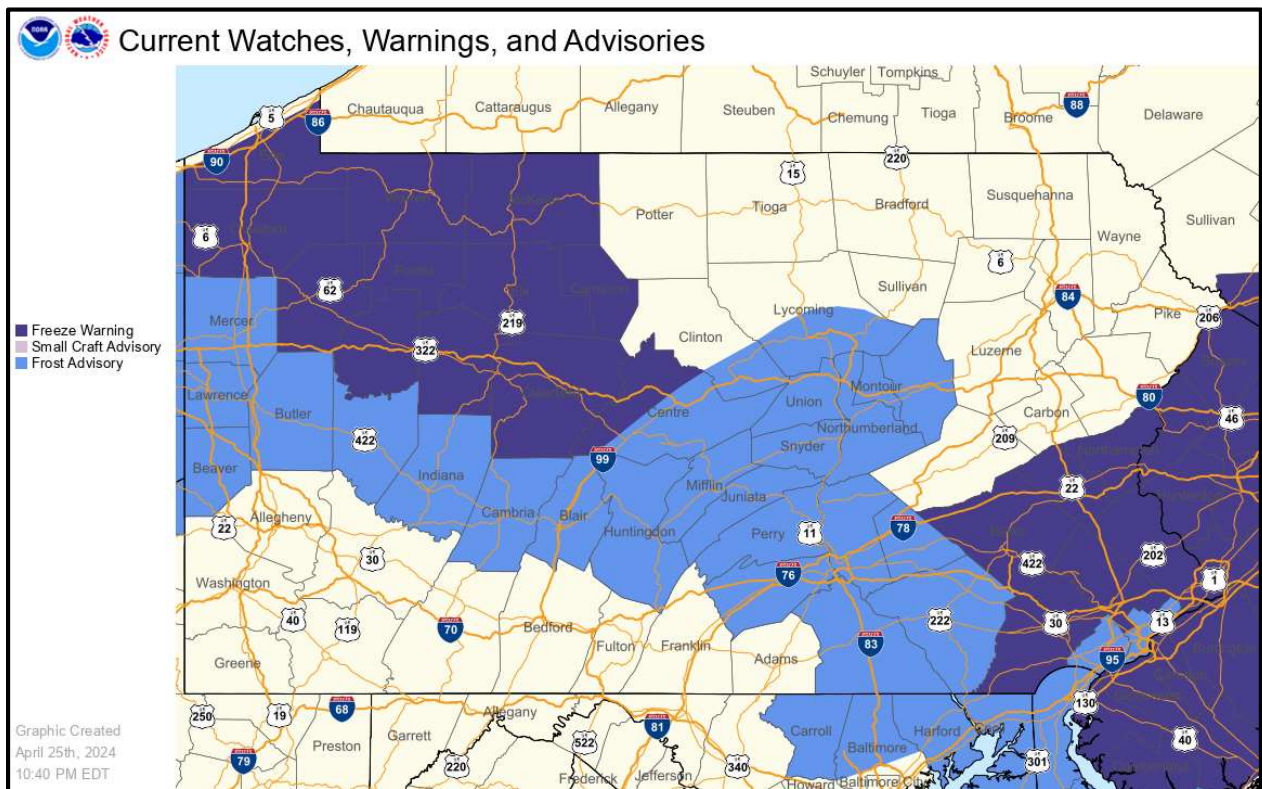 Current Watches, Warnings, and Advisories
Freeze Warning
Small Craft Advisory
Frost Advisory
Graphic Created
April 25th, 2024
10:40 PM EDT
Schuyler
Tompkins
Chautauqua
Cattaraugus
Allegany
Steuben
Chemung
Tioga
Broome
Delaware
5
86
88
90
220
15
Susquehanna
Potter
Tioga
Bradford
Wayne
Sullivan
6
6
62
Sullivan
84
Mercer
219
Lycoming
Pike
206
322
Clinton
Luzerne
Lawrence
Butler
Centre
Union
Montour
Carbon
80
46
422
Northumberland
209
Beaver
Indiana
99
Snyder
Mifflin
Juniata
22
Allegheny
Cambria
Blair
Huntingdon
Perry
11
78
22
30
76
422
202
Washington
1
40
119
70
Bedford
Fulton
Franklin
Adams
83
222
30
13
95
Greene
250
19
68
Allegany
81
Carroll
Harford
130
Preston
Garrett
522
Baltimore
40
79
220
Frederick
Jefferson
340
Howard
Baltimore City
301